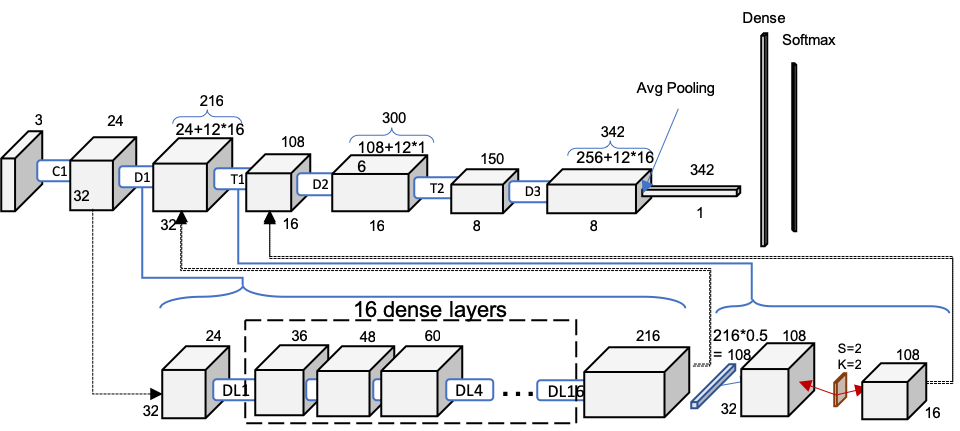 Dense
Softmax
Avg Pooling
3
24
216
24+12*16
108
300
108+12*1
6
150
342
256+12*16
342
C1
D1
T1
D2
T2
D3
32
32
16
16
8
8
1
16 dense layers
24
36
48
60
216
216*0.5
= 108
108
S=2
K=2
108
DL1
DL4
...
DL16
32
32
16